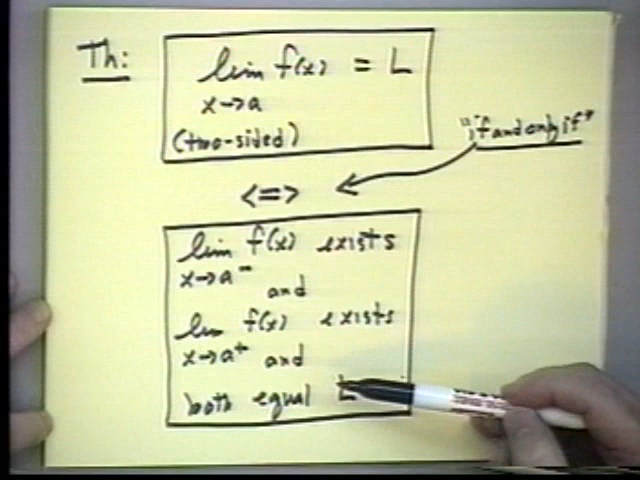 Th:
lim f(x) = L
x→a
(two-sided)
"if and only if"
<=>
lim f(x) exists
x→a⁻
and
lim f(x) exists
x→a⁺ and
both equal L